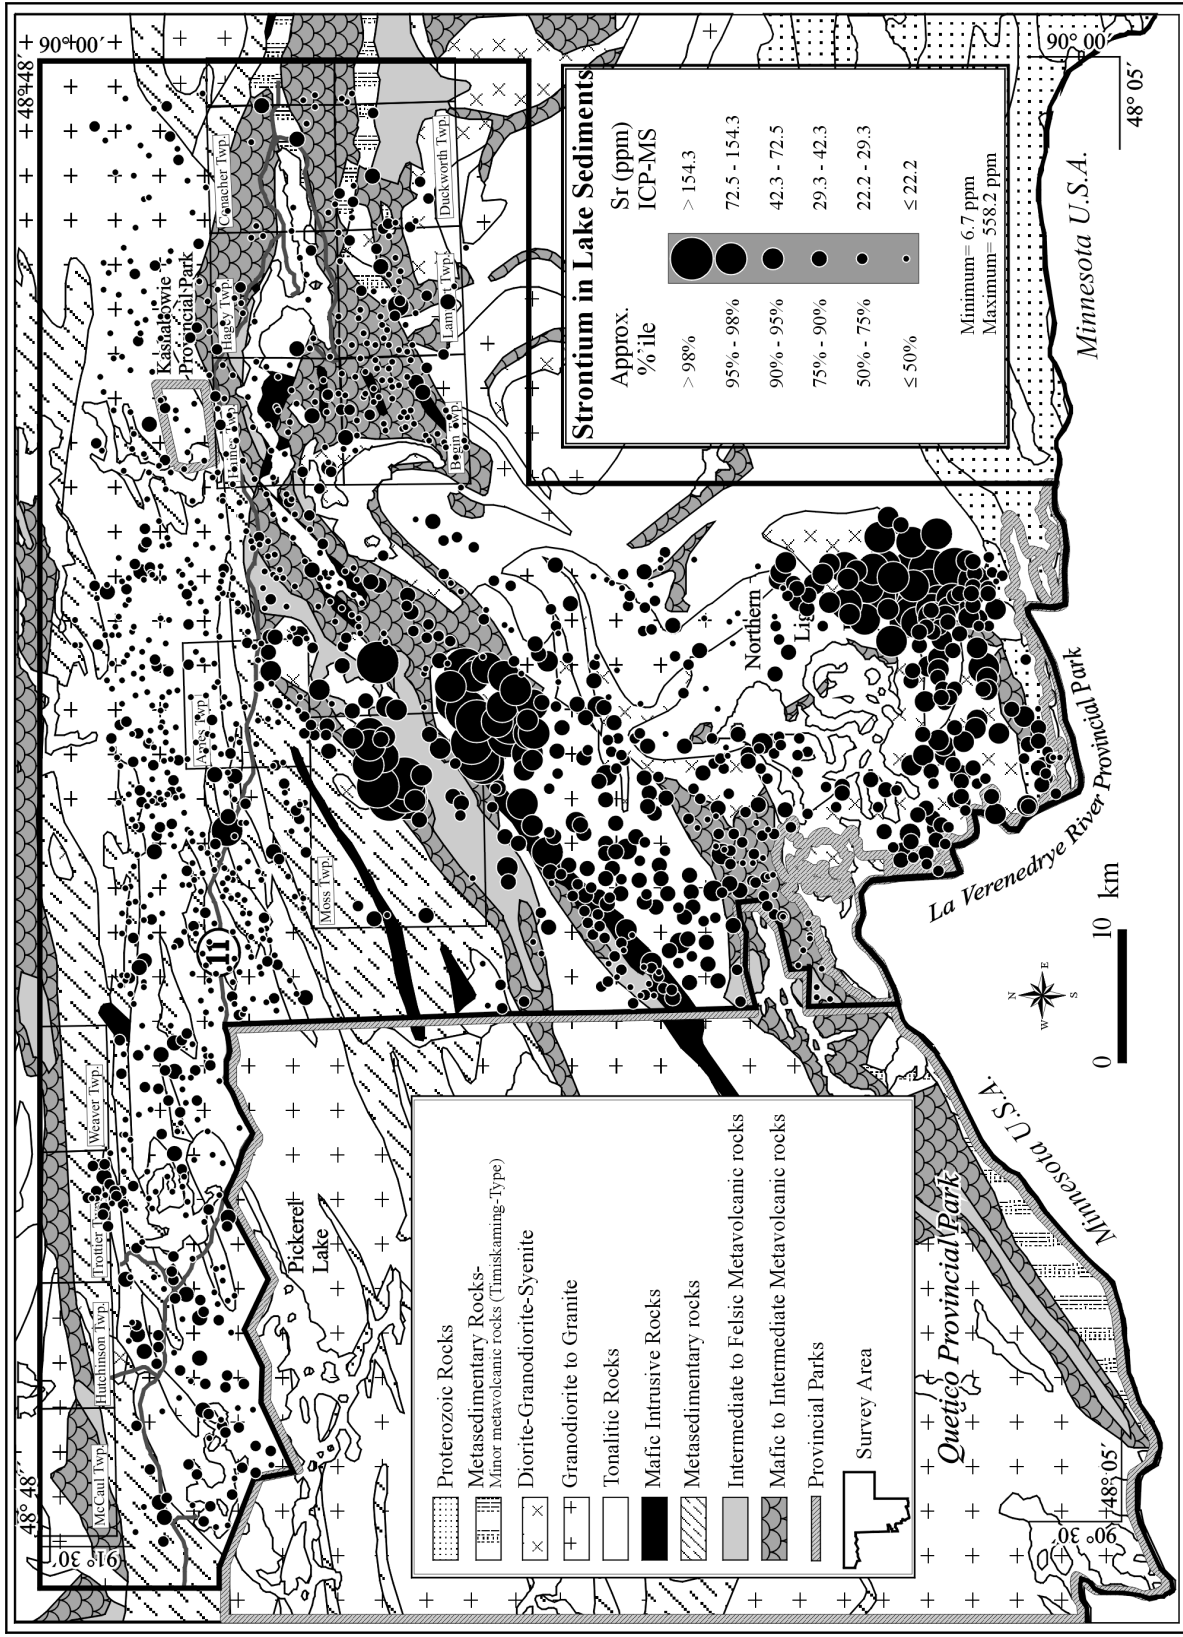 48°48´
90°00´
48° 48´
91° 30´
90° 00´
48° 05´
48° 05´
90° 30´
McCaul Twp.
Hutchinson Twp.
Trottier
Weaver Twp.
Moss Twp.
Ames Twp.
Haines Twp.
Hagey Twp.
Conacher Twp.
Begin Twp.
Duckworth Twp.
Kashabowie
Provincial Park
11
Pickerel
Lake
Northern
Quetico Provincial Park
La Verenedrye River Provincial Park
Minnesota U.S.A.
Minnesota U.S.A.
Strontium in Lake Sediments
Approx. Sr (ppm)
%'ile ICP-MS
> 98% > 154.3
95% - 98% 72.5 - 154.3
90% - 95% 42.3 - 72.5
75% - 90% 29.3 - 42.3
50% - 75% 22.2 - 29.3
≤ 50% ≤ 22.2
Minimum= 6.7 ppm
Maximum= 558.2 ppm
Proterozoic Rocks
Metasedimentary Rocks-
Minor metavolcanic rocks (Timiskaming-Type)
Diorite-Granodiorite-Syenite
Granodiorite to Granite
Tonalitic Rocks
Mafic Intrusive Rocks
Metasedimentary rocks
Intermediate to Felsic Metavolcanic rocks
Mafic to Intermediate Metavolcanic rocks
Provincial Parks
Survey Area
0 10
km
N
W E
S